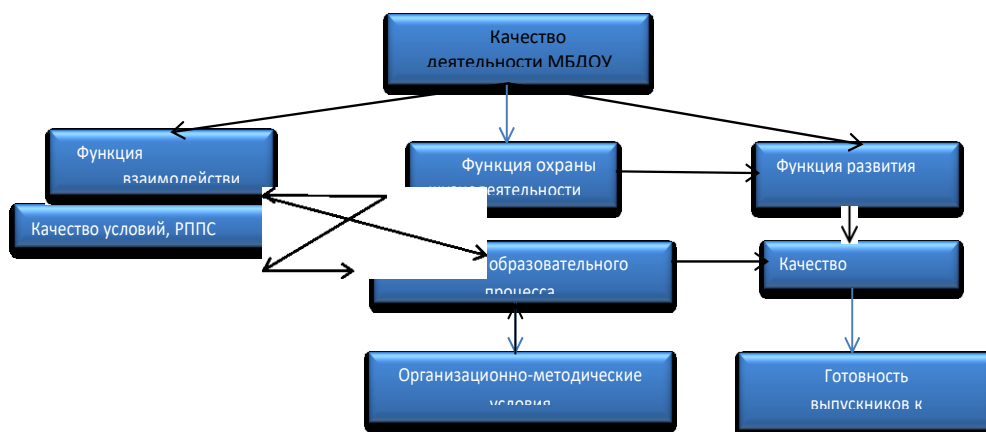 Качество
деятельности МБДОУ
Функция
взаимодействи
Функция охраны
жизнедеятельности
Функция развития
Качество условий, РППС
образовательного
процесса
Качество
Организационно-методические
условия
Готовность
выпускников к